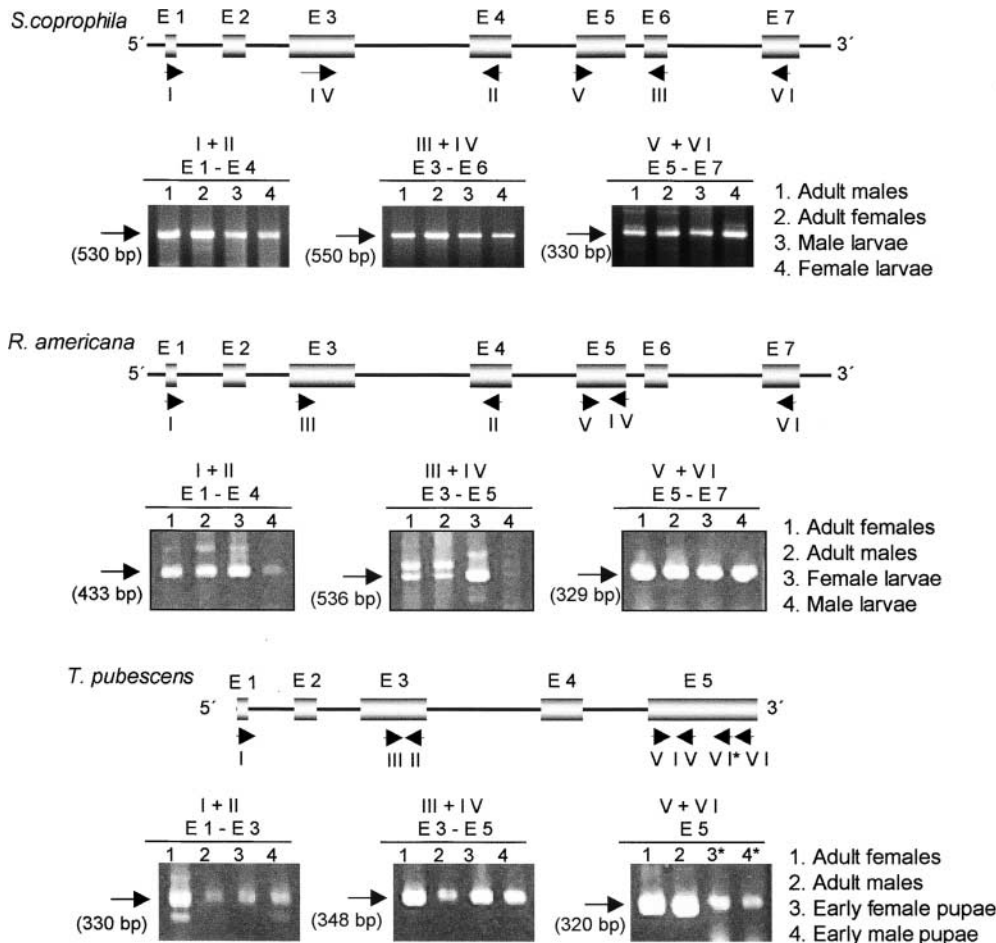 S.coprophila
E 1 E 2 E 3 E 4 E 5 E 6 E 7
5´ 3´
I I V II V III V I
I + II III + I V V + V I
E 1 - E 4 E 3 - E 6 E 5 - E 7
1 2 3 4 1 2 3 4 1 2 3 4
(530 bp) (550 bp) (330 bp)
1. Adult males
2. Adult females
3. Male larvae
4. Female larvae
R. americana
E 1 E 2 E 3 E 4 E 5 E 6 E 7
5´ 3´
I III II V I V V I
I + II III + I V V + V I
E 1 - E 4 E 3 - E 5 E 5 - E 7
1 2 3 4 1 2 3 4 1 2 3 4
(433 bp) (536 bp) (329 bp)
1. Adult females
2. Adult males
3. Female larvae
4. Male larvae
T. pubescens
E 1 E 2 E 3 E 4 E 5
5´ 3´
I III II V I V V I* V I
I + II III + I V V + V I
E 1 - E 3 E 3 - E 5 E 5
1 2 3 4 1 2 3 4 1 2 3* 4*
(330 bp) (348 bp) (320 bp)
1. Adult females
2. Adult males
3. Early female pupae
4. Early male pupae